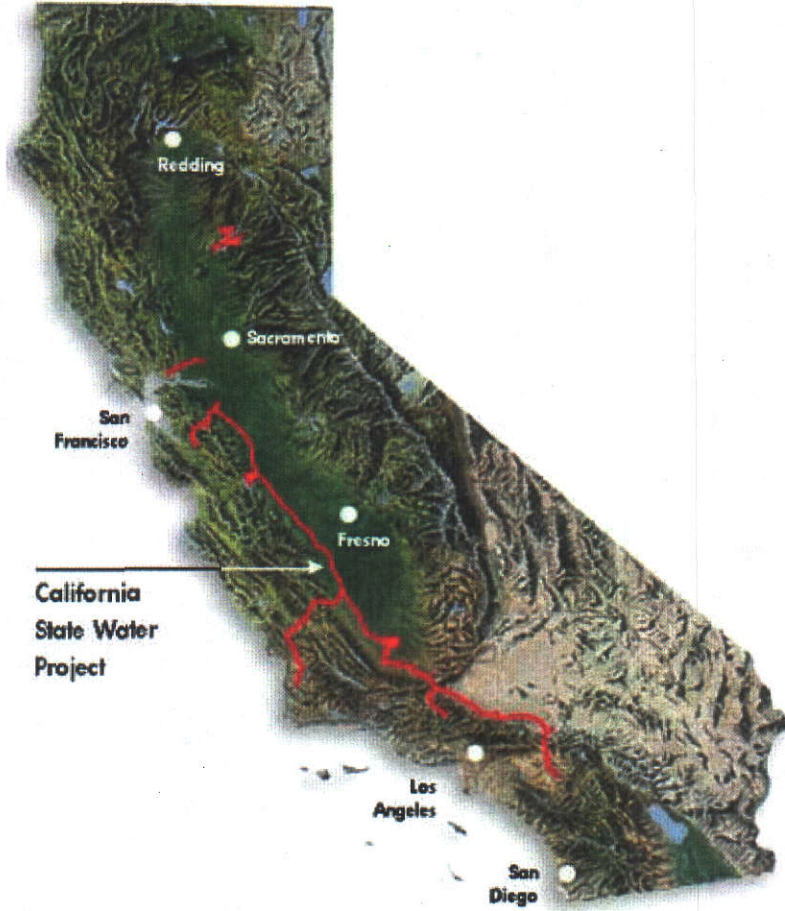 Redding
Sacramento
San
Francisco
Fresno
California
State Water
Project
Los
Angeles
San
Diego